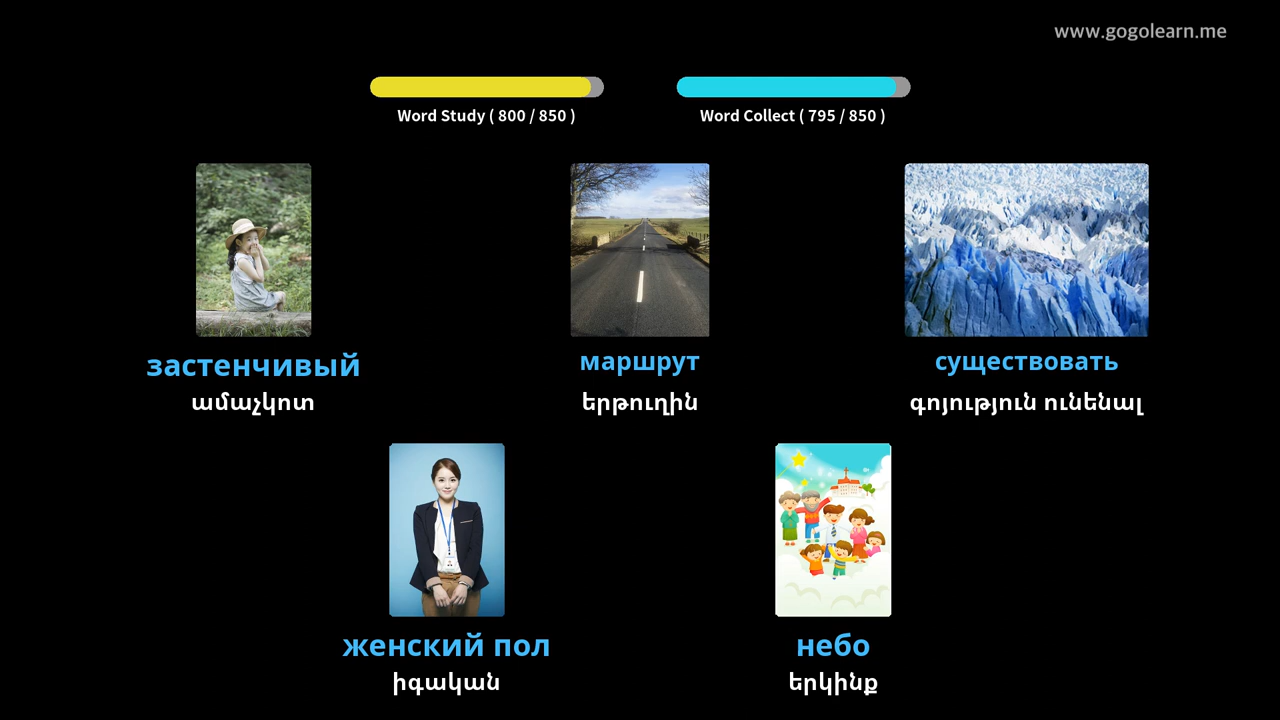 www.gogolearn.me
Word Study ( 800 / 850 )
Word Collect ( 795 / 850 )
застенчивый
ամաչկոտ
маршрут
երթուղին
существовать
գոյություն ունենալ
женский пол
իգական
небо
երկինք